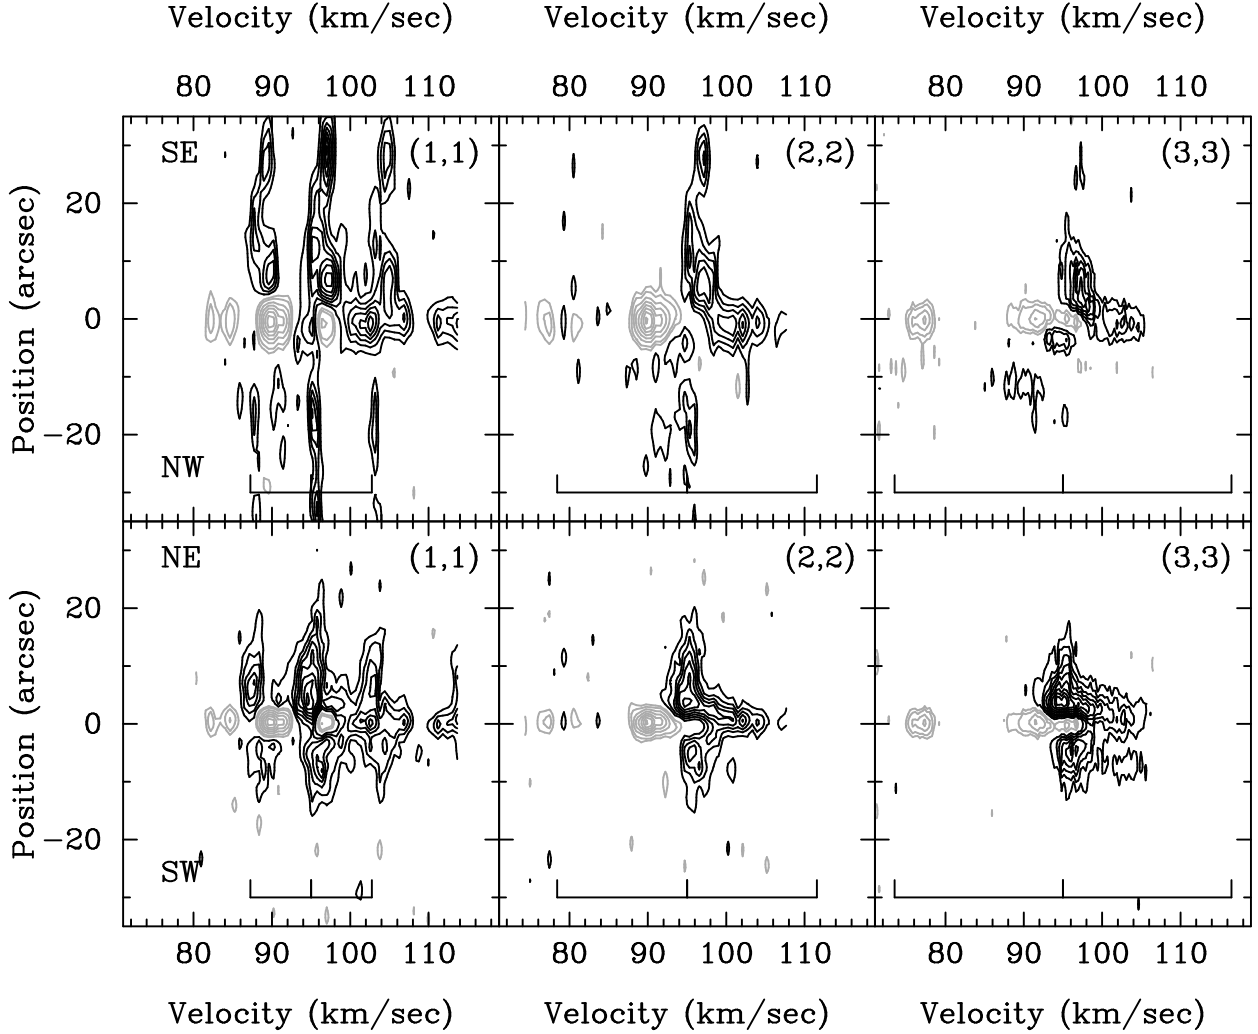 Velocity (km/sec) Velocity (km/sec) Velocity (km/sec)
80 90 100 110 80 90 100 110 80 90 100 110
SE (1,1) (2,2) (3,3)
20
0
Position (arcsec)
−20
NW
NE (1,1) (2,2) (3,3)
20
0
Position (arcsec)
−20
SW
80 90 100 110 80 90 100 110 80 90 100 110
Velocity (km/sec) Velocity (km/sec) Velocity (km/sec)